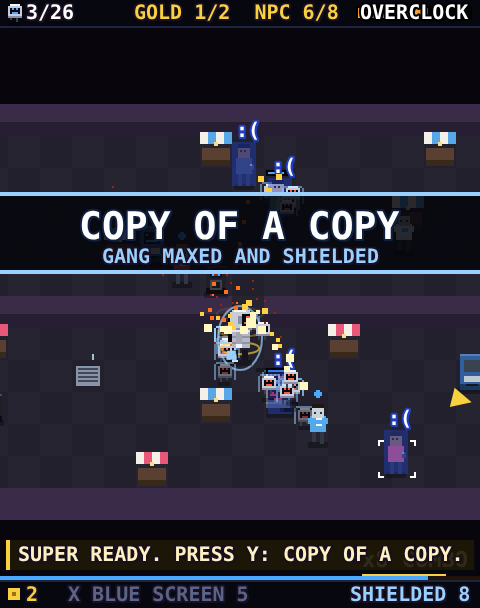 3/26 GOLD 1/2 NPC 6/8 OVERCLOCK
:(
:(
COPY OF A COPY
GANG MAXED AND SHIELDED
:(
SUPER READY. PRESS Y: COPY OF A COPY.
2 X BLUE SCREEN 5 SHIELDED 8